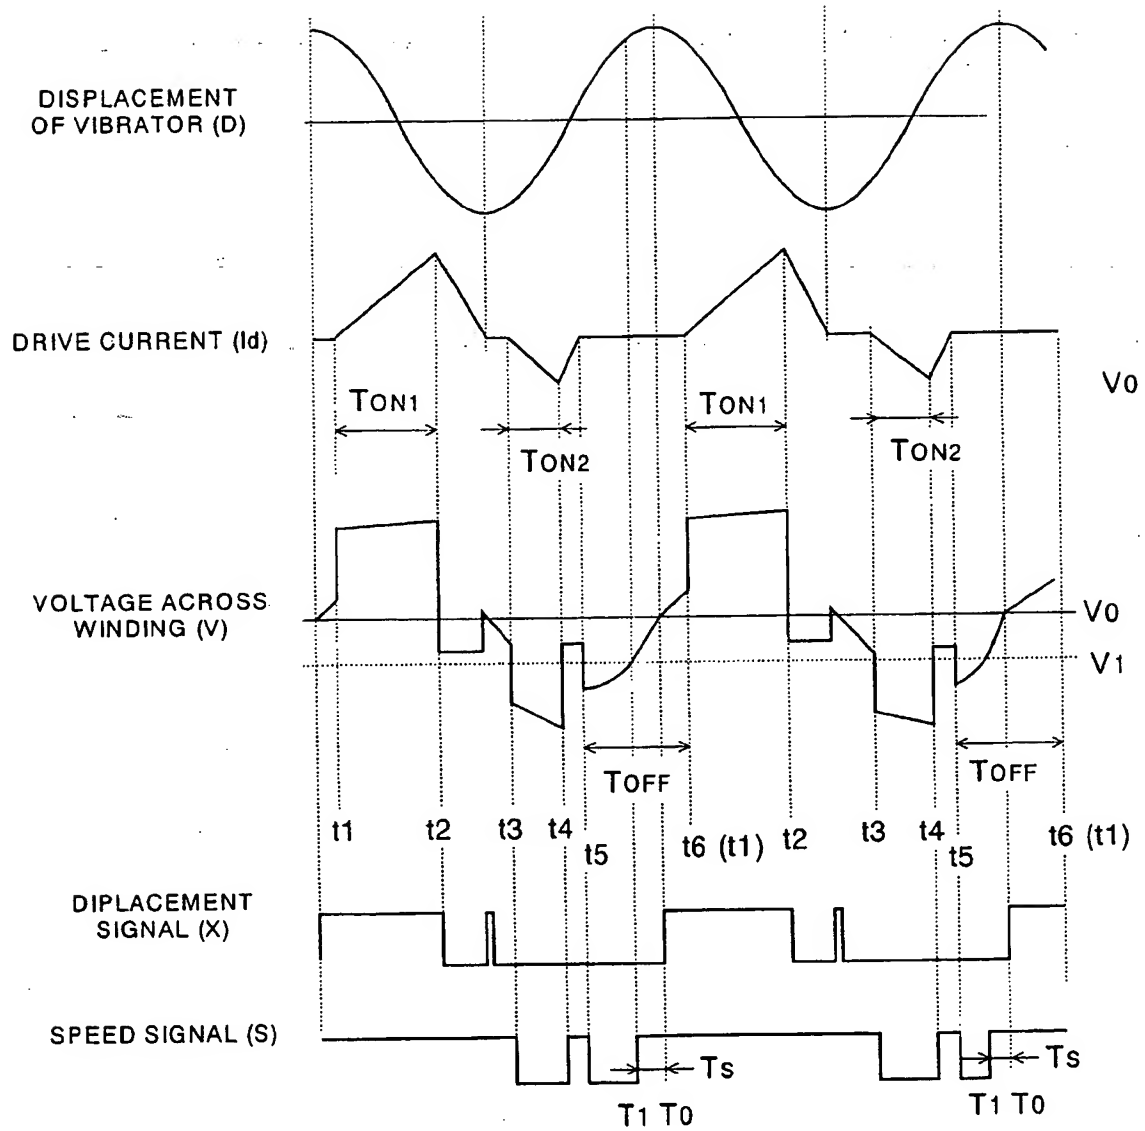 DISPLACEMENT
OF VIBRATOR (D)
DRIVE CURRENT (Id)
V0
TON1
TON2
TON1
TON2
VOLTAGE ACROSS
WINDING (V)
V0
V1
TOFF
TOFF
t1
t2
t3
t4
t5
t6 (t1)
t2
t3
t4
t5
t6 (t1)
DIPLACEMENT
SIGNAL (X)
SPEED SIGNAL (S)
TS
TS
T1 T0
T1 T0